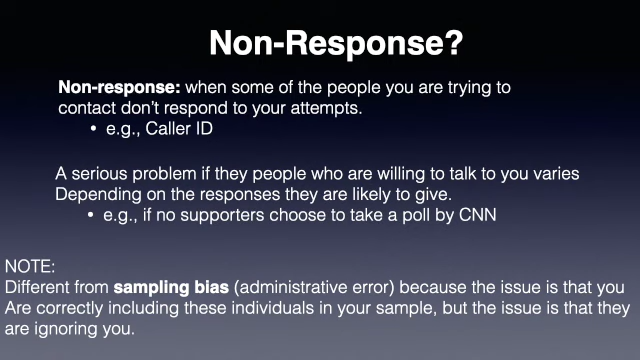 Non-Response?
Non-response: when some of the people you are trying to
contact don't respond to your attempts.
• e.g., Caller ID
A serious problem if they people who are willing to talk to you varies
Depending on the responses they are likely to give.
• e.g., if no supporters choose to take a poll by CNN
NOTE:
Different from sampling bias (administrative error) because the issue is that you
Are correctly including these individuals in your sample, but the issue is that they
are ignoring you.